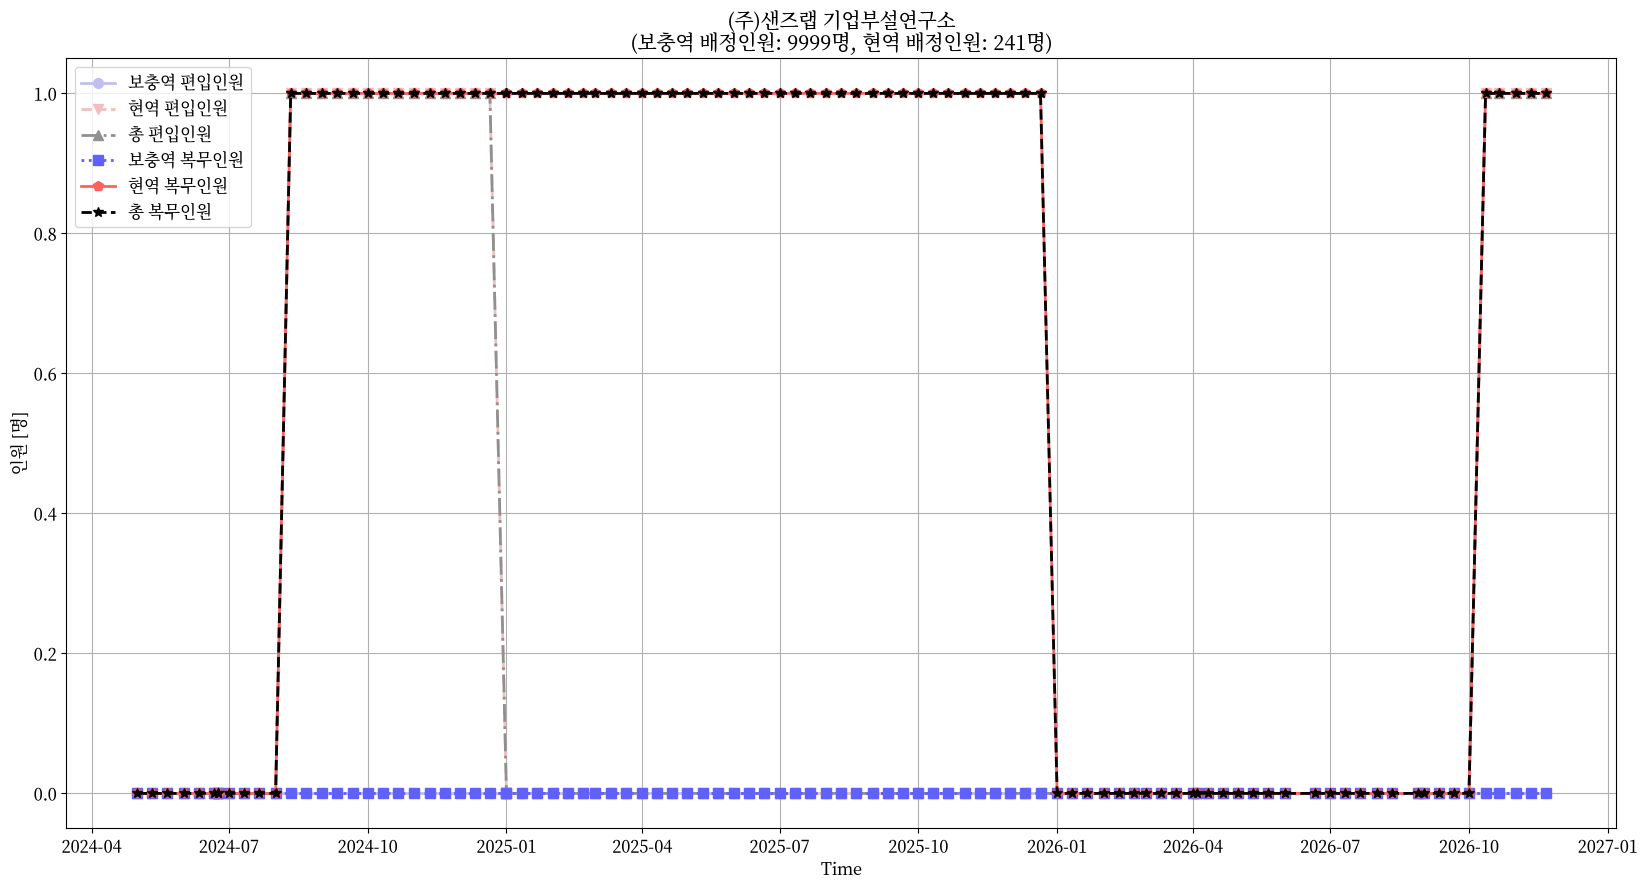 (주)샌즈랩 기업부설연구소
(보충역 배정인원: 9999명, 현역 배정인원: 241명)
보충역 편입인원
현역 편입인원
총 편입인원
보충역 복무인원
현역 복무인원
총 복무인원
1.0
0.8
0.6
0.4
0.2
0.0
인원 [명]
2024-04
2024-07
2024-10
2025-01
2025-04
2025-07
2025-10
2026-01
2026-04
2026-07
2026-10
2027-01
Time